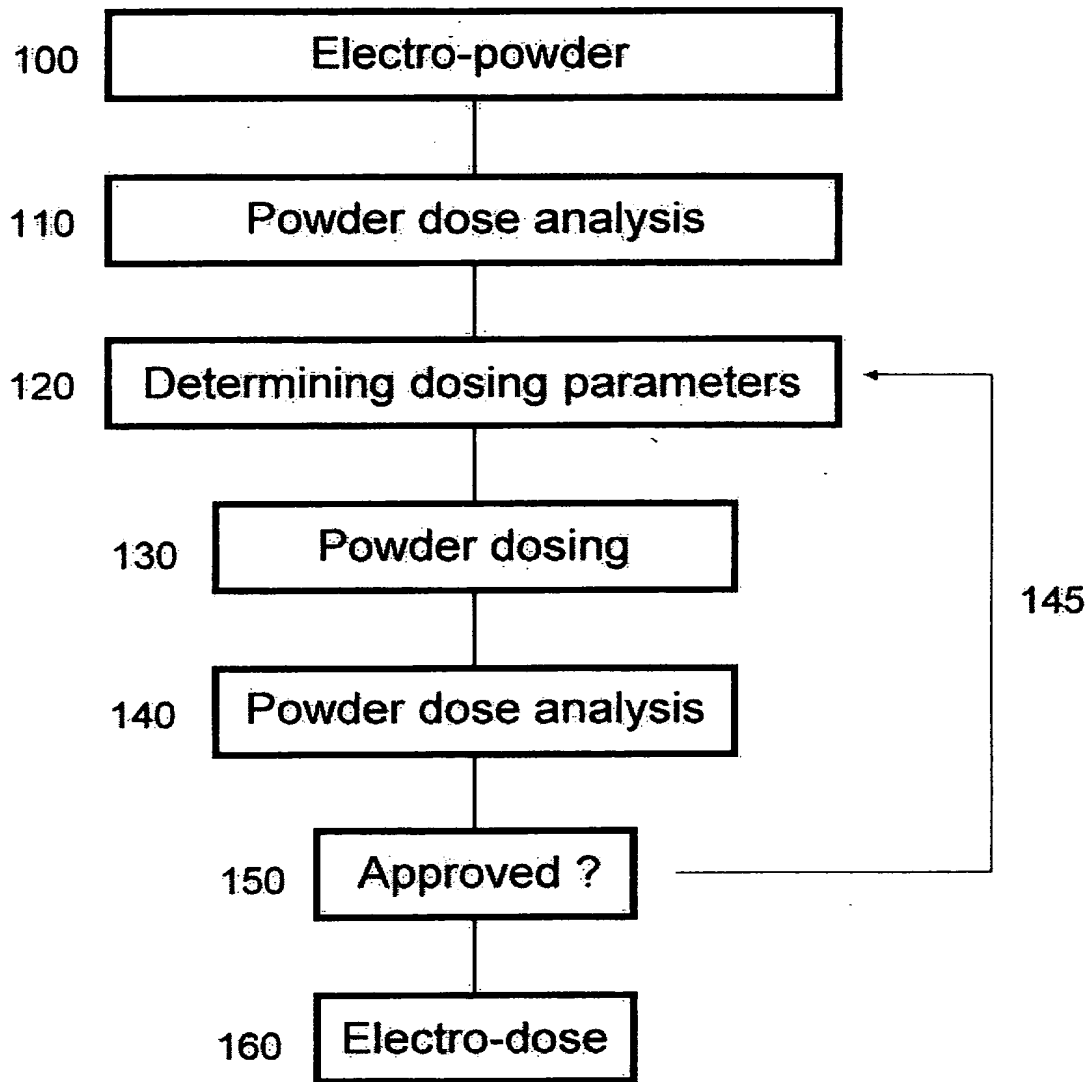 100 Electro-powder
110 Powder dose analysis
120 Determining dosing parameters
130 Powder dosing
145
140 Powder dose analysis
150 Approved ?
160 Electro-dose